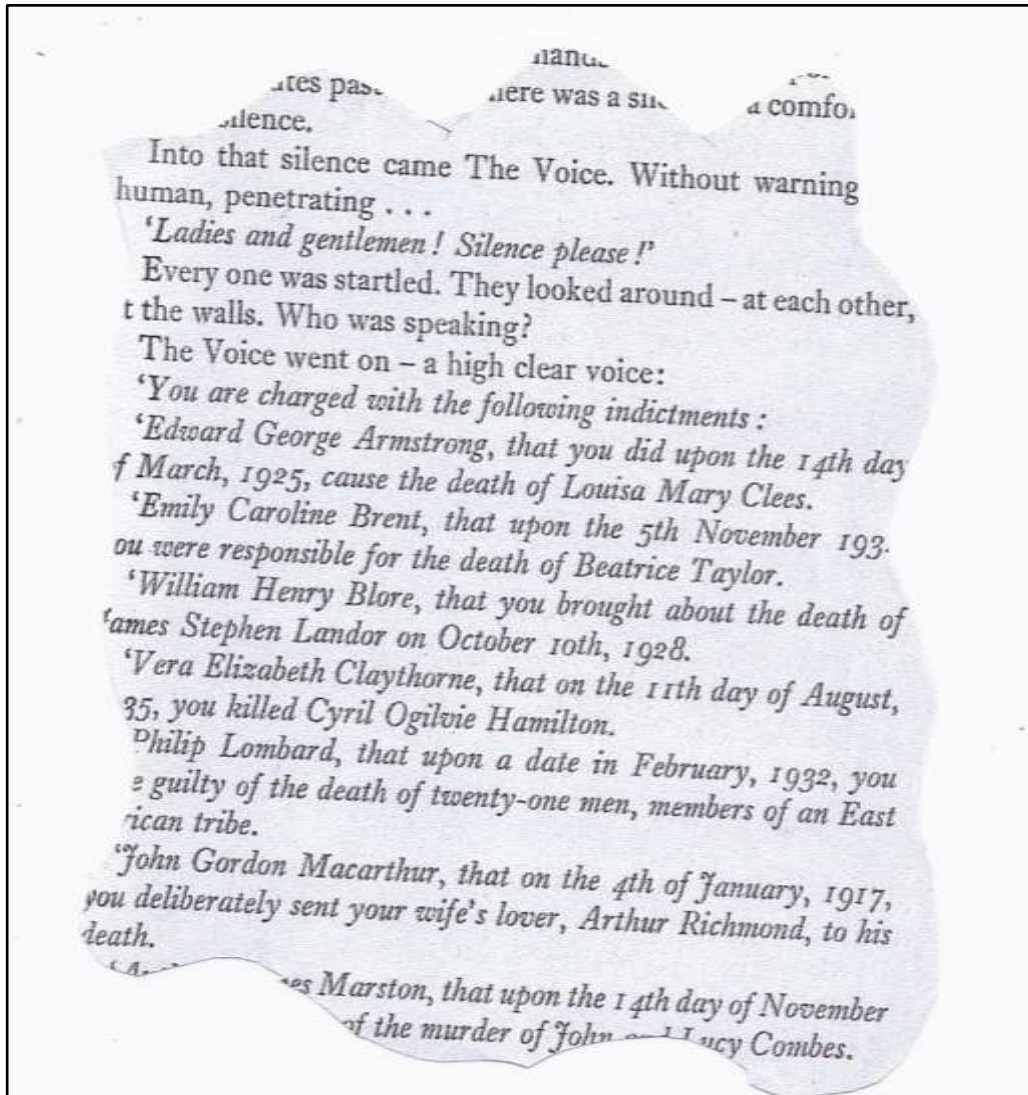 was a
silence.
Into that silence came The Voice. Without warning
human, penetrating . . .
‘Ladies and gentlemen! Silence please!’
Every one was startled. They looked around – at each other,
t the walls. Who was speaking?
The Voice went on – a high clear voice:
‘You are charged with the following indictments:
‘Edward George Armstrong, that you did upon the 14th day
f March, 1925, cause the death of Louisa Mary Clees.
‘Emily Caroline Brent, that upon the 5th November 193
ou were responsible for the death of Beatrice Taylor.
‘William Henry Blore, that you brought about the death of
ames Stephen Landor on October 10th, 1928.
‘Vera Elizabeth Claythorne, that on the 11th day of August,
35, you killed Cyril Ogilvie Hamilton.
Philip Lombard, that upon a date in February, 1932, you
e guilty of the death of twenty-one men, members of an East
rican tribe.
‘John Gordon Macarthur, that on the 4th of January, 1917,
you deliberately sent your wife’s lover, Arthur Richmond, to his
death.
es Marston, that upon the 14th day of November
of the murder of John and Lucy Combes.